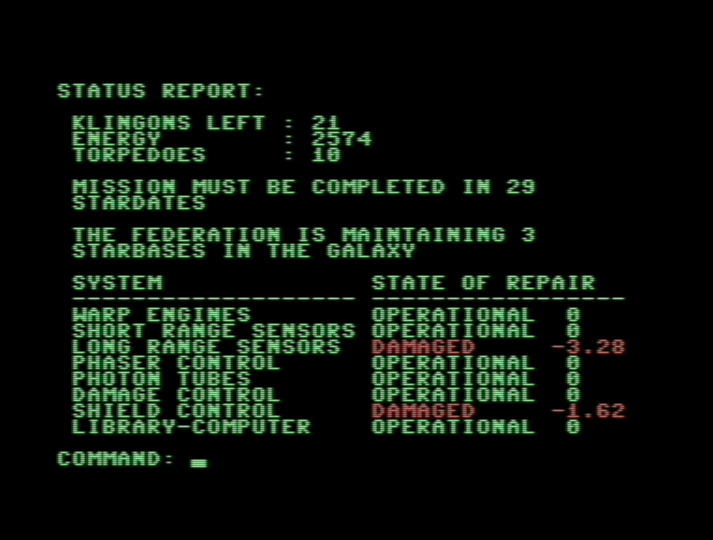 STATUS REPORT:
KLINGONS LEFT : 21
ENERGY : 2574
TORPEDOES : 10
MISSION MUST BE COMPLETED IN 29
STARDATES
THE FEDERATION IS MAINTAINING 3
STARBASES IN THE GALAXY
SYSTEM STATE OF REPAIR
------------------- -----------------
WARP ENGINES OPERATIONAL 0
SHORT RANGE SENSORS OPERATIONAL 0
LONG RANGE SENSORS DAMAGED -3.28
PHASER CONTROL OPERATIONAL 0
PHOTON TUBES OPERATIONAL 0
DAMAGE CONTROL OPERATIONAL 0
SHIELD CONTROL DAMAGED -1.62
LIBRARY-COMPUTER OPERATIONAL 0
COMMAND: